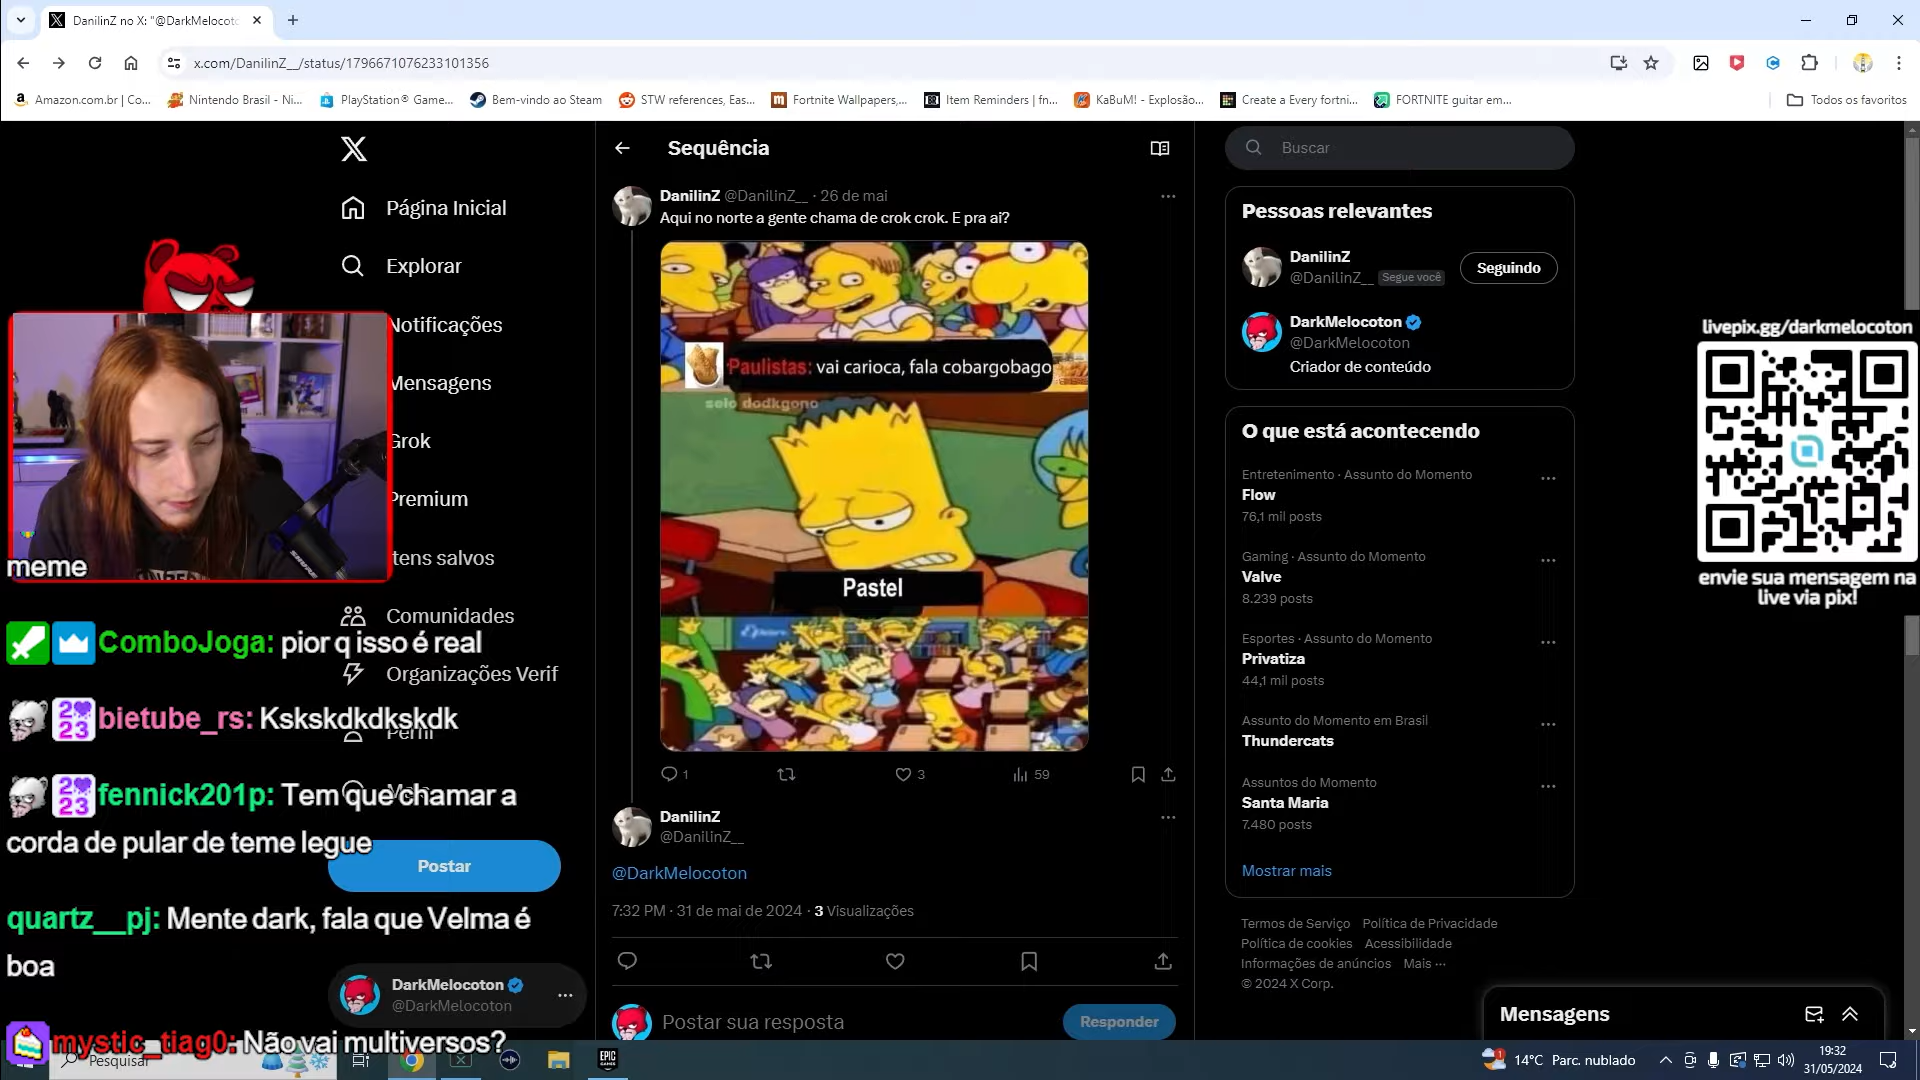 DanilinZ no X: "@DarkMelocoto
x.com/DanilinZ__/status/1796671076233101356
Amazon.com.br | Co...
Nintendo Brasil - Ni...
PlayStation® Game...
Bem-vindo ao Steam
STW references, Eas...
Fortnite Wallpapers,...
Item Reminders | fn...
KaBuM! - Explosão...
Create a Every fortni...
FORTNITE guitar em...
Todos os favoritos
Página Inicial
Explorar
Notificações
Mensagens
Grok
Premium
Itens salvos
Comunidades
Organizações Verif
Perfil
Postar
DarkMelocoton
@DarkMelocoton
meme
ComboJoga: pior q isso é real
bietube_rs: Kskskdkdkskdk
fennick201p: Tem que chamar a
corda de pular de teme legue
quartz__pj: Mente dark, fala que Velma é
boa
mystic_tiag0: Não vai multiversos?
Sequência
DanilinZ @DanilinZ__ · 26 de mai
Aqui no norte a gente chama de crok crok. E pra ai?
Paulistas: vai carioca, fala cobargobago
selo dodkgono
Pastel
1
3
59
DanilinZ
@DanilinZ__
@DarkMelocoton
7:32 PM · 31 de mai de 2024 · 3 Visualizações
Postar sua resposta
Responder
Buscar
Pessoas relevantes
DanilinZ
@DanilinZ__ Segue você
Seguindo
DarkMelocoton
@DarkMelocoton
Criador de conteúdo
O que está acontecendo
Entretenimento · Assunto do Momento
Flow
76,1 mil posts
Gaming · Assunto do Momento
Valve
8.239 posts
Esportes · Assunto do Momento
Privatiza
44,1 mil posts
Assunto do Momento em Brasil
Thundercats
Assuntos do Momento
Santa Maria
7.480 posts
Mostrar mais
Termos de Serviço Política de Privacidade
Política de cookies Acessibilidade
Informações de anúncios Mais ···
© 2024 X Corp.
Mensagens
livepix.gg/darkmelocoton
envie sua mensagem na
live via pix!
Pesquisar
EPIC
GAMES
14°C Parc. nublado
19:32
31/05/2024